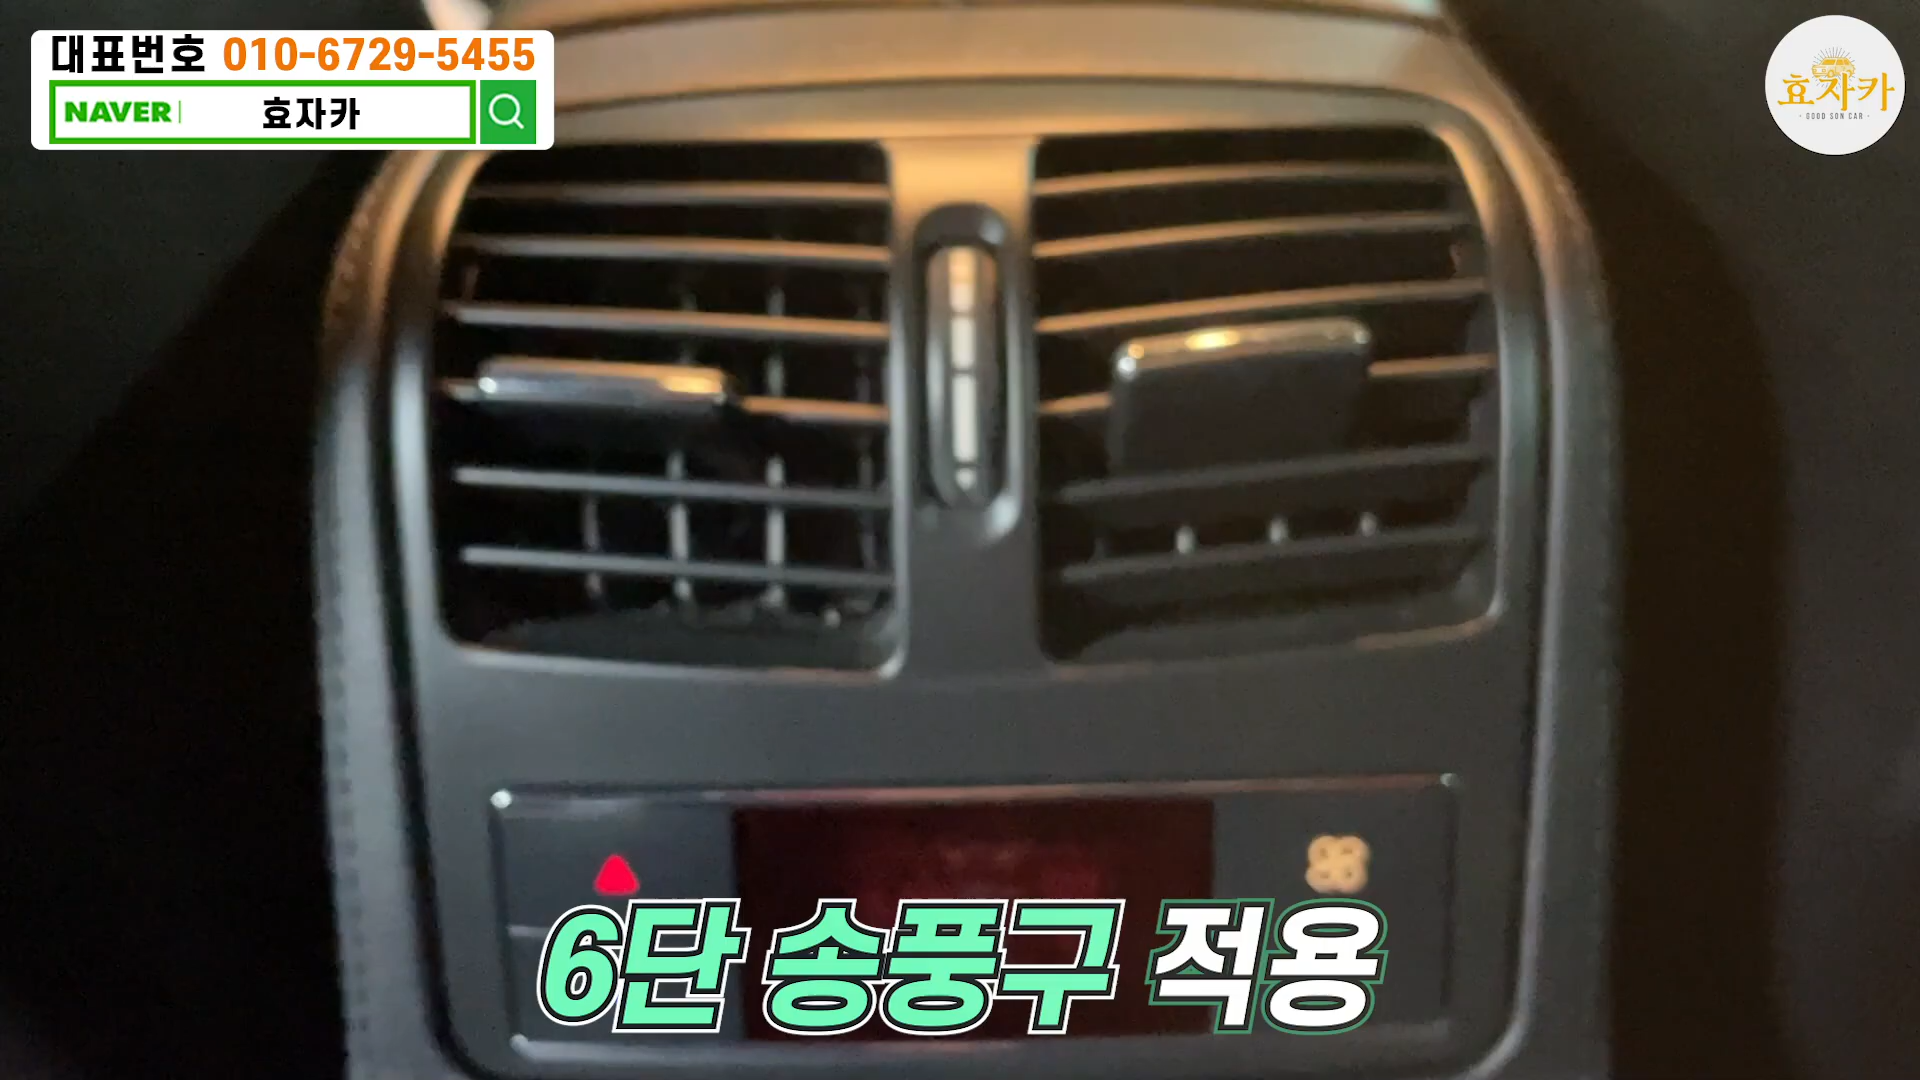 대표번호 010-6729-5455
NAVER 효자카
효자카
· GOOD SON CAR ·
6단 송풍구 적용